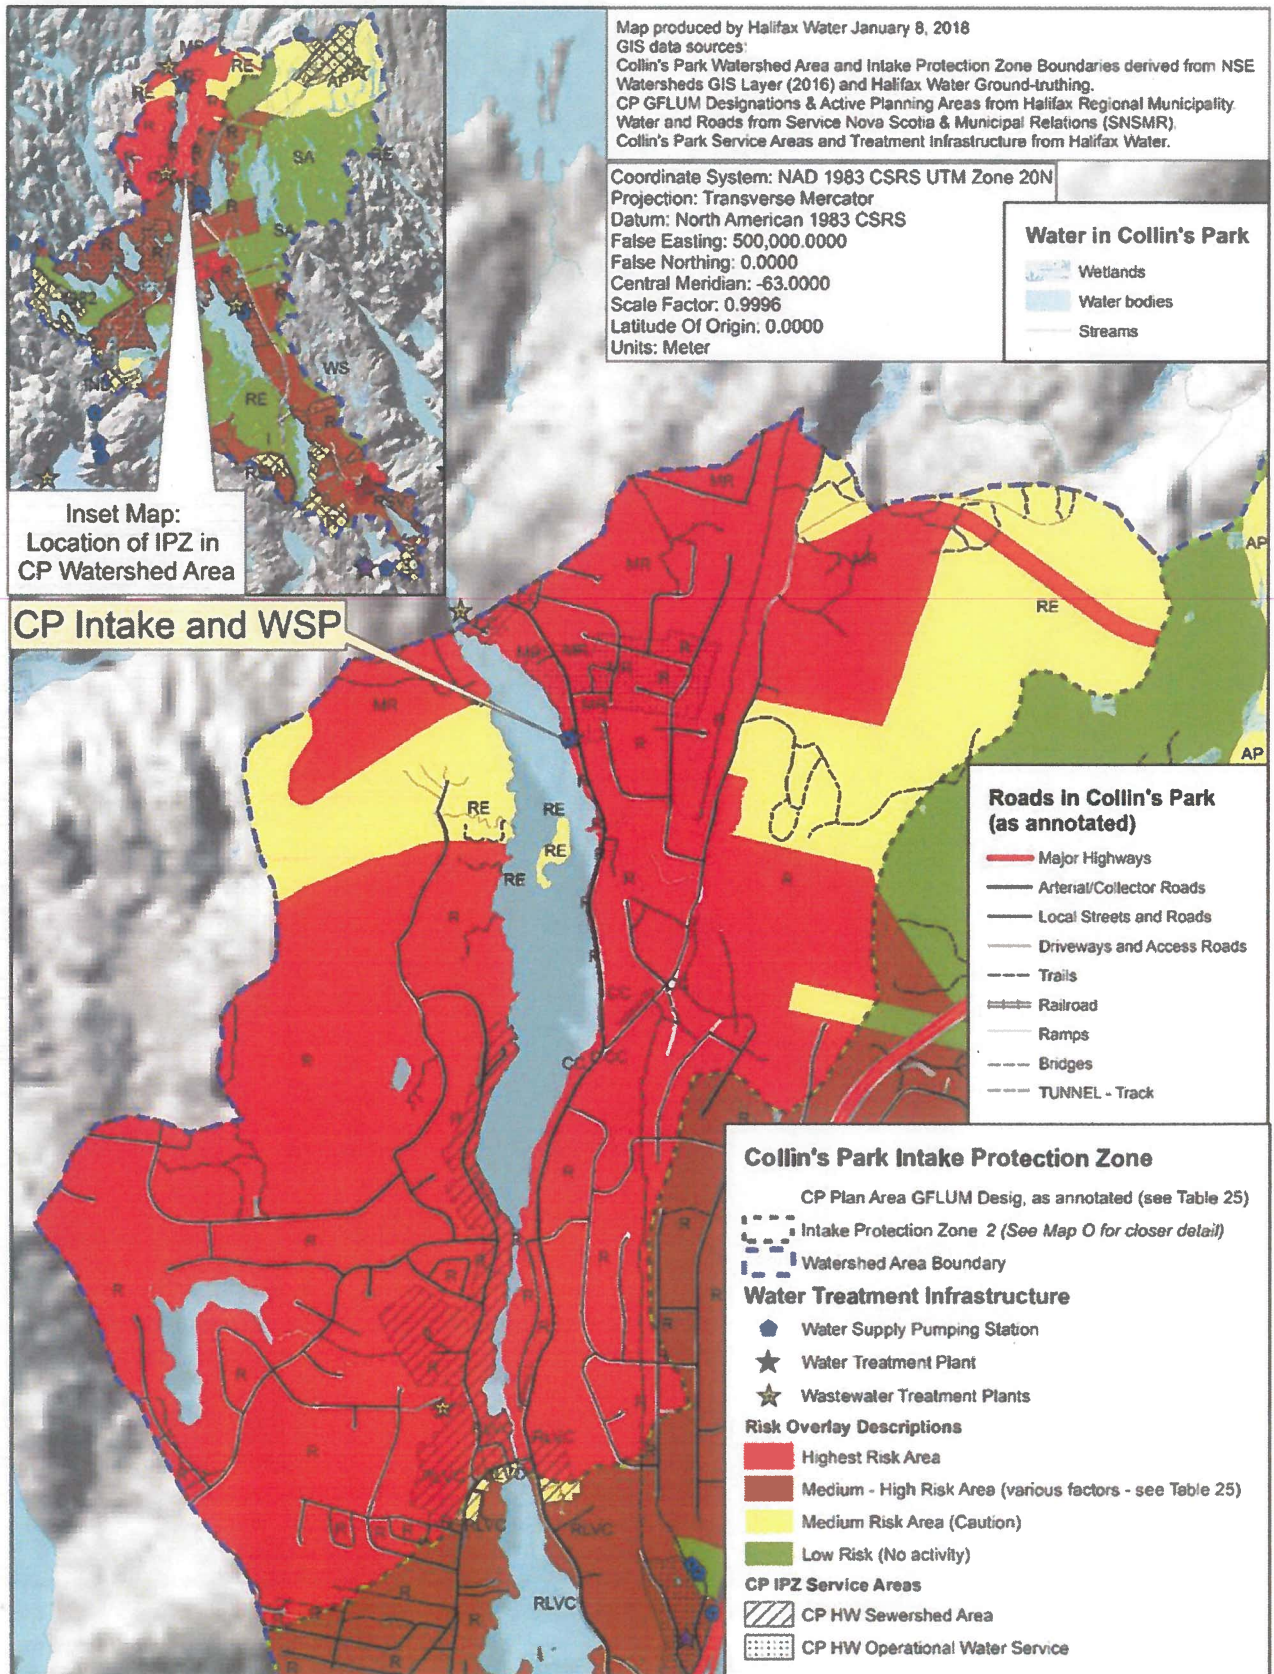 Map produced by Halifax Water January 8, 2018
GIS data sources:
Collin's Park Watershed Area and Intake Protection Zone Boundaries derived from NSE
Watersheds GIS Layer (2016) and Halifax Water Ground-truthing.
CP GFLUM Designations & Active Planning Areas from Halifax Regional Municipality.
Water and Roads from Service Nova Scotia & Municipal Relations (SNSMR).
Collin's Park Service Areas and Treatment Infrastructure from Halifax Water.
Coordinate System: NAD 1983 CSRS UTM Zone 20N
Projection: Transverse Mercator
Datum: North American 1983 CSRS
False Easting: 500,000.0000
False Northing: 0.0000
Central Meridian: -63.0000
Scale Factor: 0.9996
Latitude Of Origin: 0.0000
Units: Meter
Water in Collin's Park
Wetlands
Water bodies
Streams
RE
AP
RE
SA
SA
WS
RE
I
R
Inset Map:
Location of IPZ in
CP Watershed Area
CP Intake and WSP
MR
MR
MR
RE
AP
AP
MR
R
R
R
RE
RE
RE
RE
R
R
R
R
CC
CC
R
R
R
R
R
R
R
R
RLVC
RLVC
RLVC
RLVC
RLVC
R
R
R
R
Roads in Collin's Park
(as annotated)
Major Highways
Arterial/Collector Roads
Local Streets and Roads
Driveways and Access Roads
Trails
Railroad
Ramps
Bridges
TUNNEL - Track
Collin's Park Intake Protection Zone
CP Plan Area GFLUM Desig, as annotated (see Table 25)
Intake Protection Zone 2 (See Map O for closer detail)
Watershed Area Boundary
Water Treatment Infrastructure
Water Supply Pumping Station
Water Treatment Plant
Wastewater Treatment Plants
Risk Overlay Descriptions
Highest Risk Area
Medium - High Risk Area (various factors - see Table 25)
Medium Risk Area (Caution)
Low Risk (No activity)
CP IPZ Service Areas
CP HW Sewershed Area
CP HW Operational Water Service